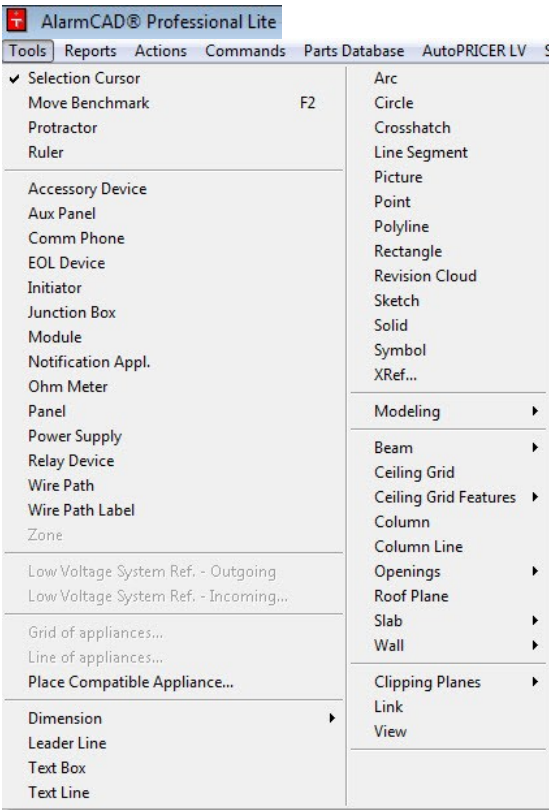 AlarmCAD® Professional Lite
Tools Reports Actions Commands Parts Database AutoPRICER LV S
✔ Selection Cursor
Move Benchmark F2
Protractor
Ruler
Accessory Device
Aux Panel
Comm Phone
EOL Device
Initiator
Junction Box
Module
Notification Appl.
Ohm Meter
Panel
Power Supply
Relay Device
Wire Path
Wire Path Label
Zone
Low Voltage System Ref. - Outgoing
Low Voltage System Ref. - Incoming...
Grid of appliances...
Line of appliances...
Place Compatible Appliance...
Dimension
Leader Line
Text Box
Text Line
Arc
Circle
Crosshatch
Line Segment
Picture
Point
Polyline
Rectangle
Revision Cloud
Sketch
Solid
Symbol
XRef...
Modeling
Beam
Ceiling Grid
Ceiling Grid Features
Column
Column Line
Openings
Roof Plane
Slab
Wall
Clipping Planes
Link
View